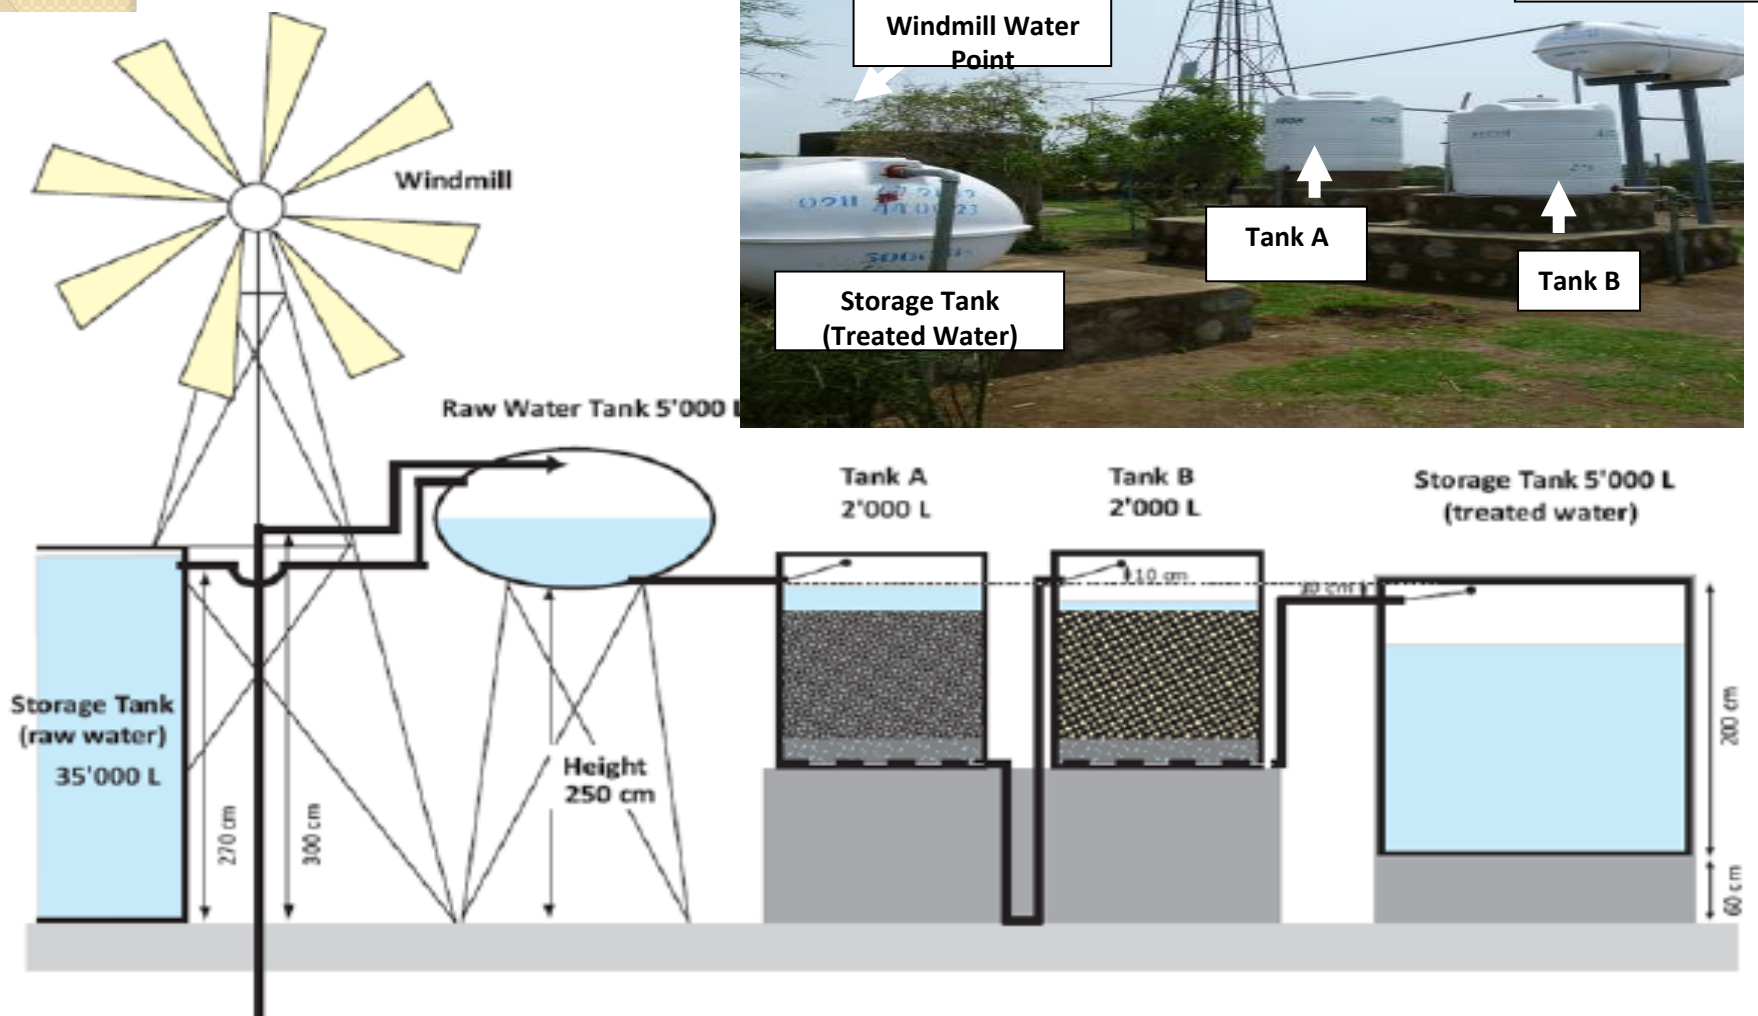 Windmill Water
Point
Tank A
Tank B
Storage Tank
(Treated Water)
Windmill
Raw Water Tank 5'000 L
Tank A
2'000 L
Tank B
2'000 L
Storage Tank 5'000 L
(treated water)
10 cm
cm
Storage Tank
(raw water)
35'000 L
270 cm
300 cm
Height
250 cm
200 cm
60 cm